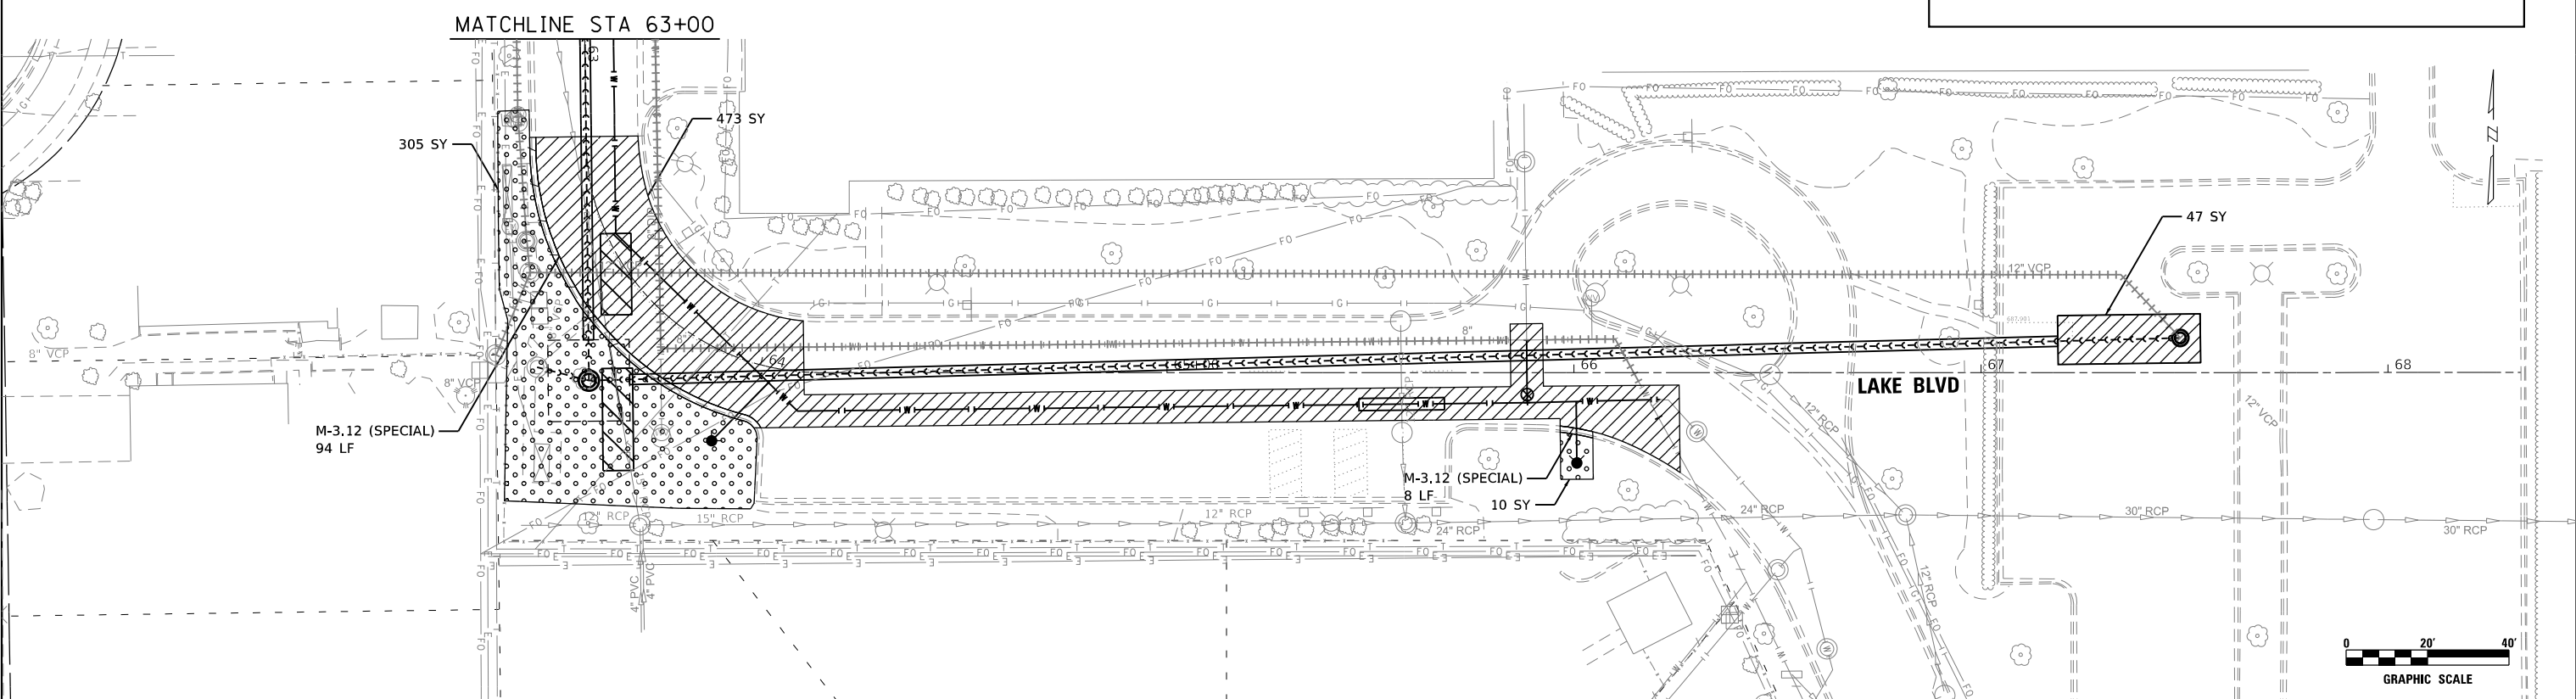 MATCHLINE STA 63+00
63
473 SY
305 SY
47 SY
N
12" VCP
8" VCP
8"
64
66
67
68
LAKE BLVD
8" VCP
12" RCP
12" VCP
M-3.12 (SPECIAL)
94 LF
M-3.12 (SPECIAL)
8 LF
10 SY
12" RCP
15" RCP
12" RCP
24" RCP
24" RCP
30" RCP
30" RCP
4" PVC
4" PVC
12" RCP
0 20' 40'
GRAPHIC SCALE